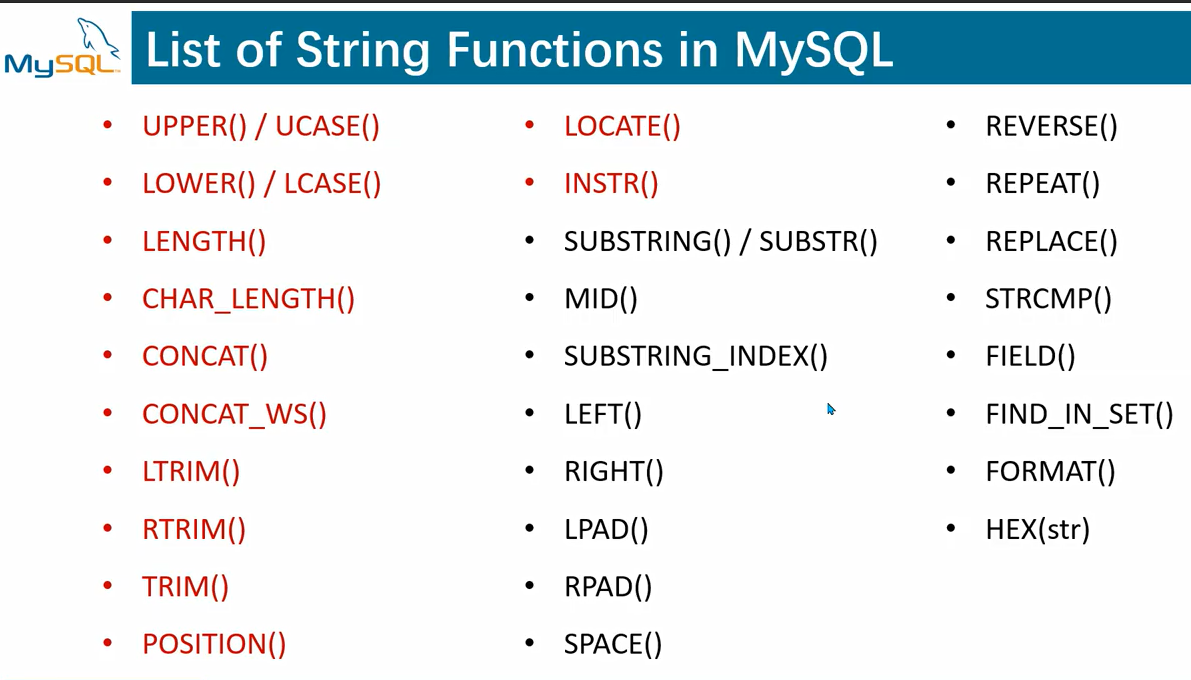 MySQL™
List of String Functions in MySQL
• UPPER() / UCASE()
• LOWER() / LCASE()
• LENGTH()
• CHAR_LENGTH()
• CONCAT()
• CONCAT_WS()
• LTRIM()
• RTRIM()
• TRIM()
• POSITION()
• LOCATE()
• INSTR()
• SUBSTRING() / SUBSTR()
• MID()
• SUBSTRING_INDEX()
• LEFT()
• RIGHT()
• LPAD()
• RPAD()
• SPACE()
• REVERSE()
• REPEAT()
• REPLACE()
• STRCMP()
• FIELD()
• FIND_IN_SET()
• FORMAT()
• HEX(str)